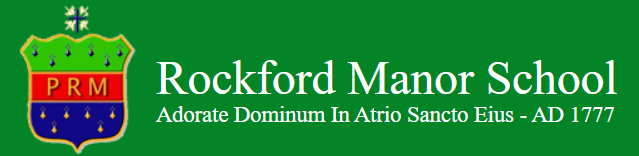 PRM
Rockford Manor School
Adorate Dominum In Atrio Sancto Eius - AD 1777